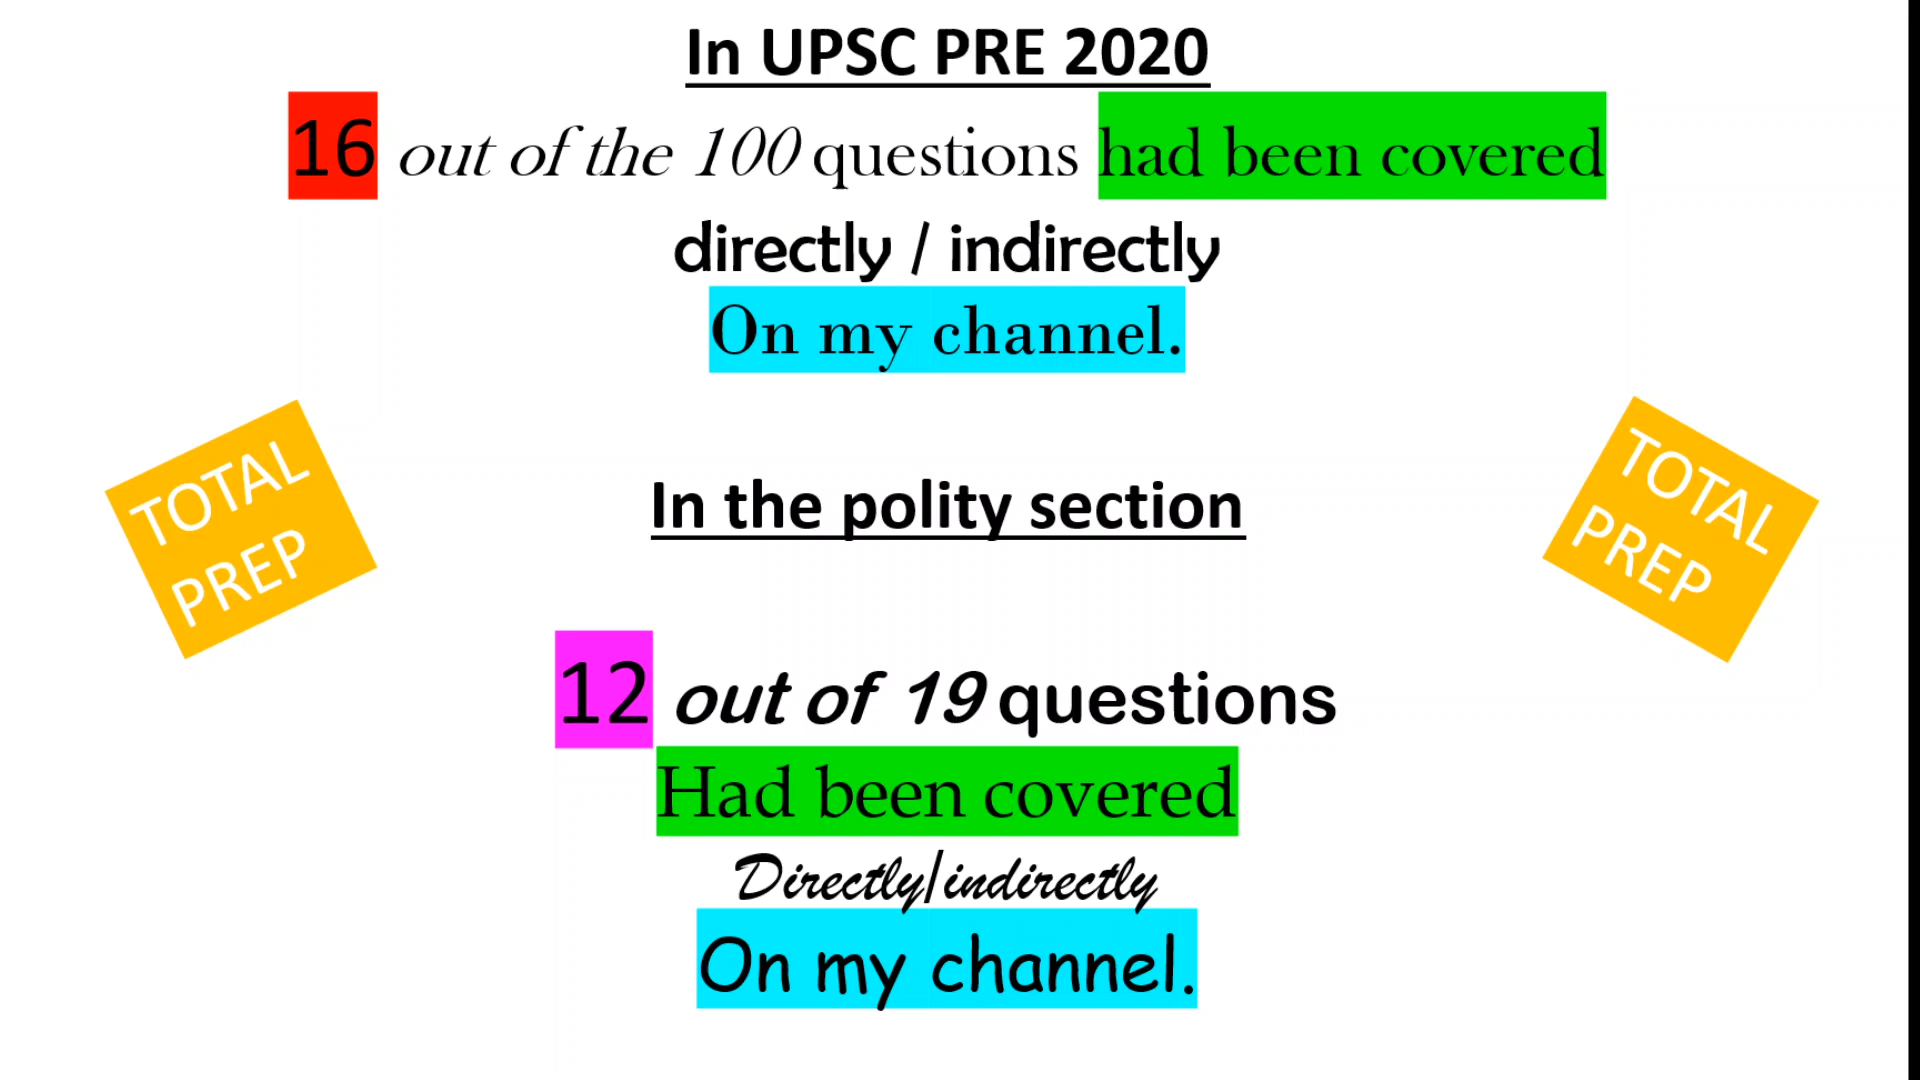 In UPSC PRE 2020
16 out of the 100 questions had been covered
directly / indirectly
On my channel.
TOTAL
PREP
TOTAL
PREP
In the polity section
12 out of 19 questions
Had been covered
Directly/indirectly
On my channel.